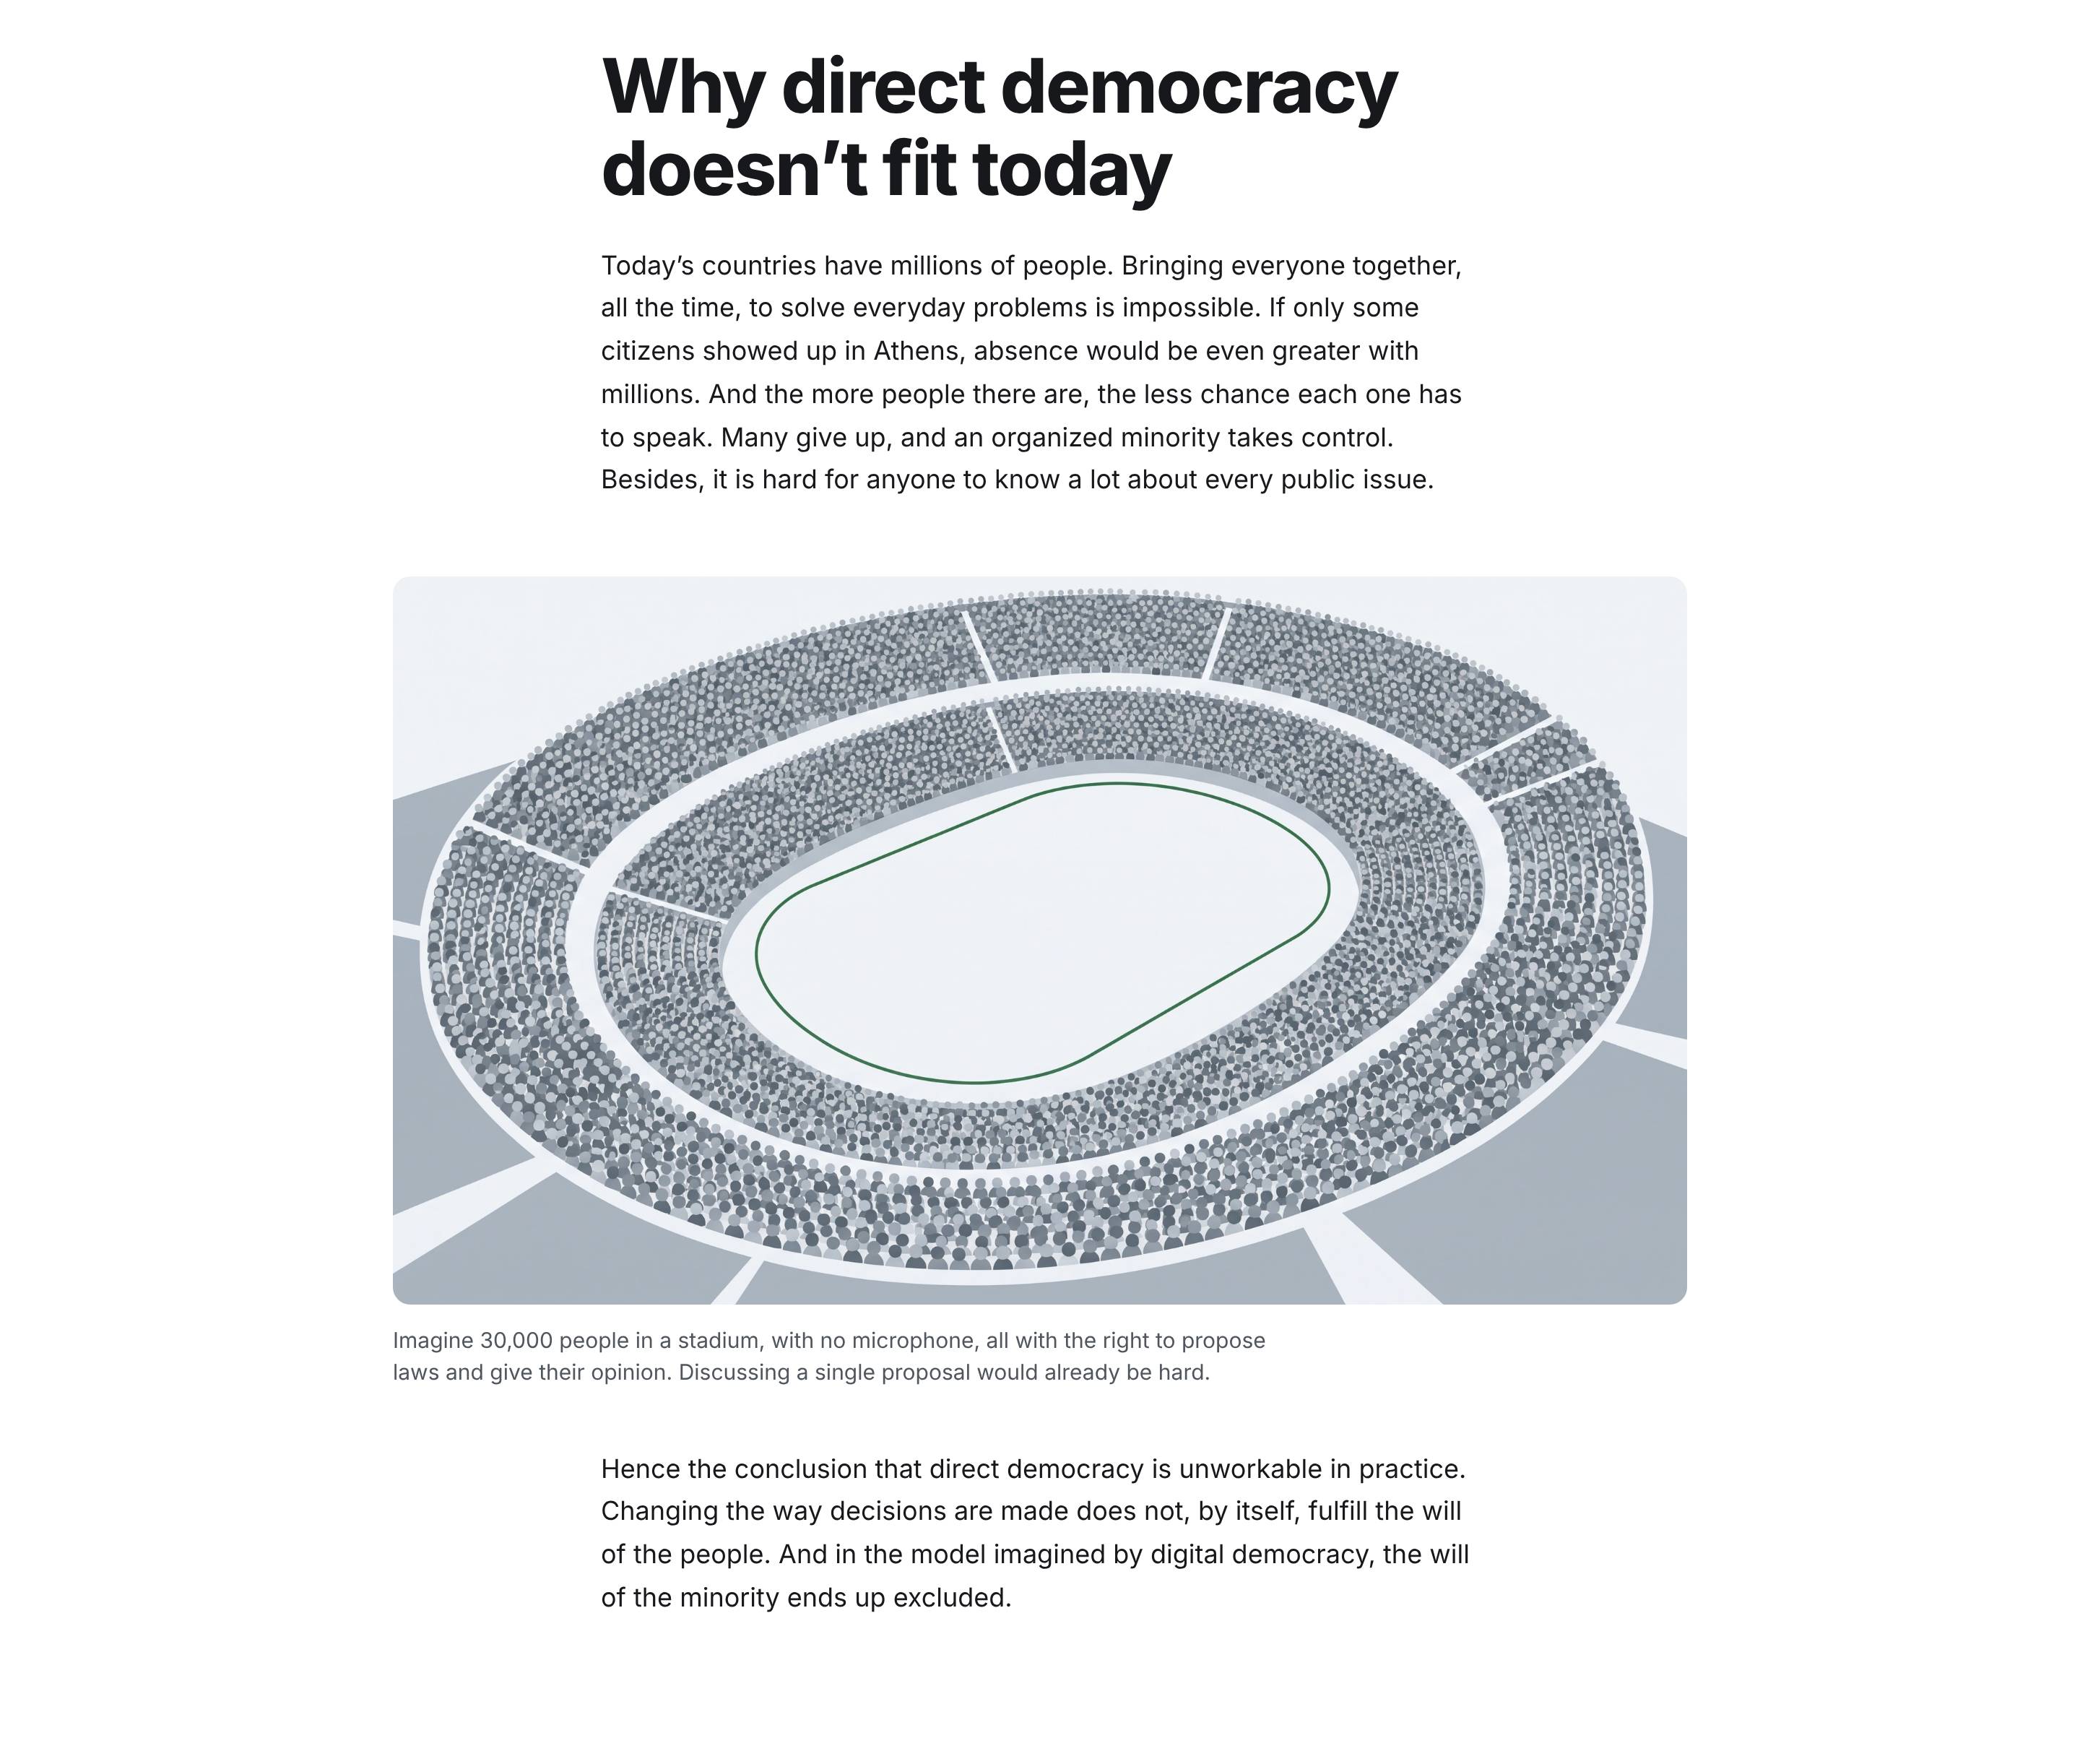 Why direct democracy
doesn’t fit today
Today’s countries have millions of people. Bringing everyone together,
all the time, to solve everyday problems is impossible. If only some
citizens showed up in Athens, absence would be even greater with
millions. And the more people there are, the less chance each one has
to speak. Many give up, and an organized minority takes control.
Besides, it is hard for anyone to know a lot about every public issue.
Imagine 30,000 people in a stadium, with no microphone, all with the right to propose
laws and give their opinion. Discussing a single proposal would already be hard.
Hence the conclusion that direct democracy is unworkable in practice.
Changing the way decisions are made does not, by itself, fulfill the will
of the people. And in the model imagined by digital democracy, the will
of the minority ends up excluded.